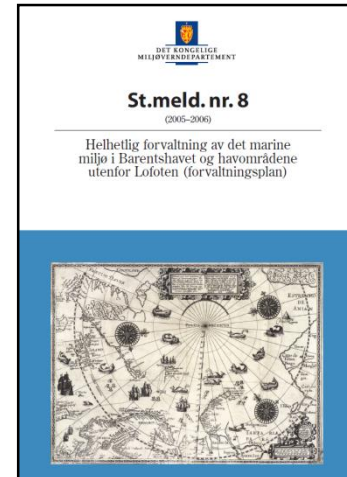 DET KONGELIGE
MILJØVERNDEPARTEMENT
St.meld. nr. 8
(2005–2006)
Helhetlig forvaltning av det marine
miljø i Barentshavet og havområdene
utenfor Lofoten (forvaltningsplan)